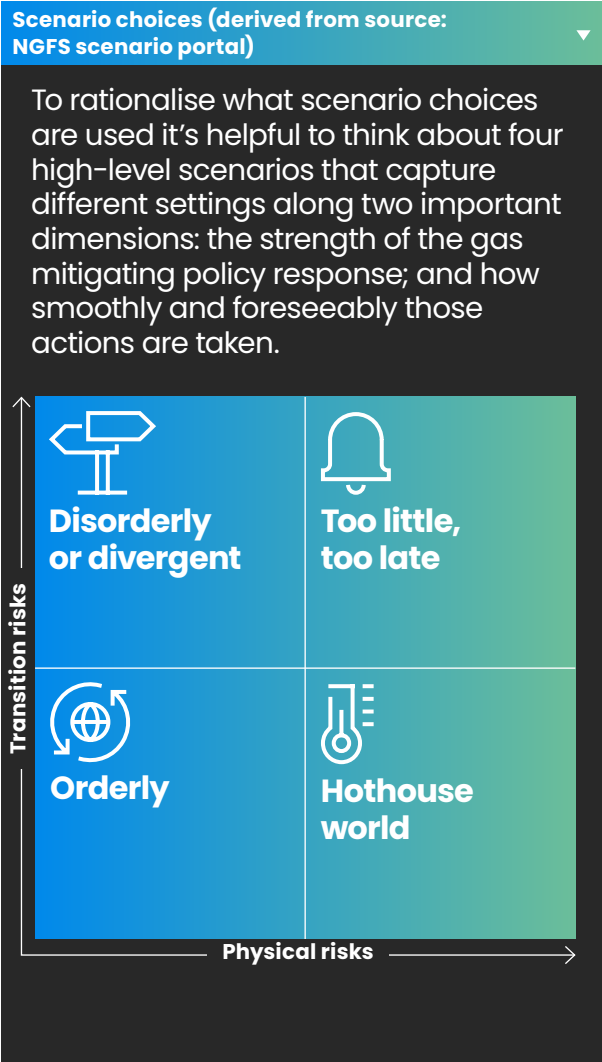 Scenario choices (derived from source:
NGFS scenario portal)
To rationalise what scenario choices
are used it’s helpful to think about four
high-level scenarios that capture
different settings along two important
dimensions: the strength of the gas
mitigating policy response; and how
smoothly and foreseeably those
actions are taken.
Transition risks
Disorderly
or divergent
Too little,
too late
Orderly
Hothouse
world
Physical risks